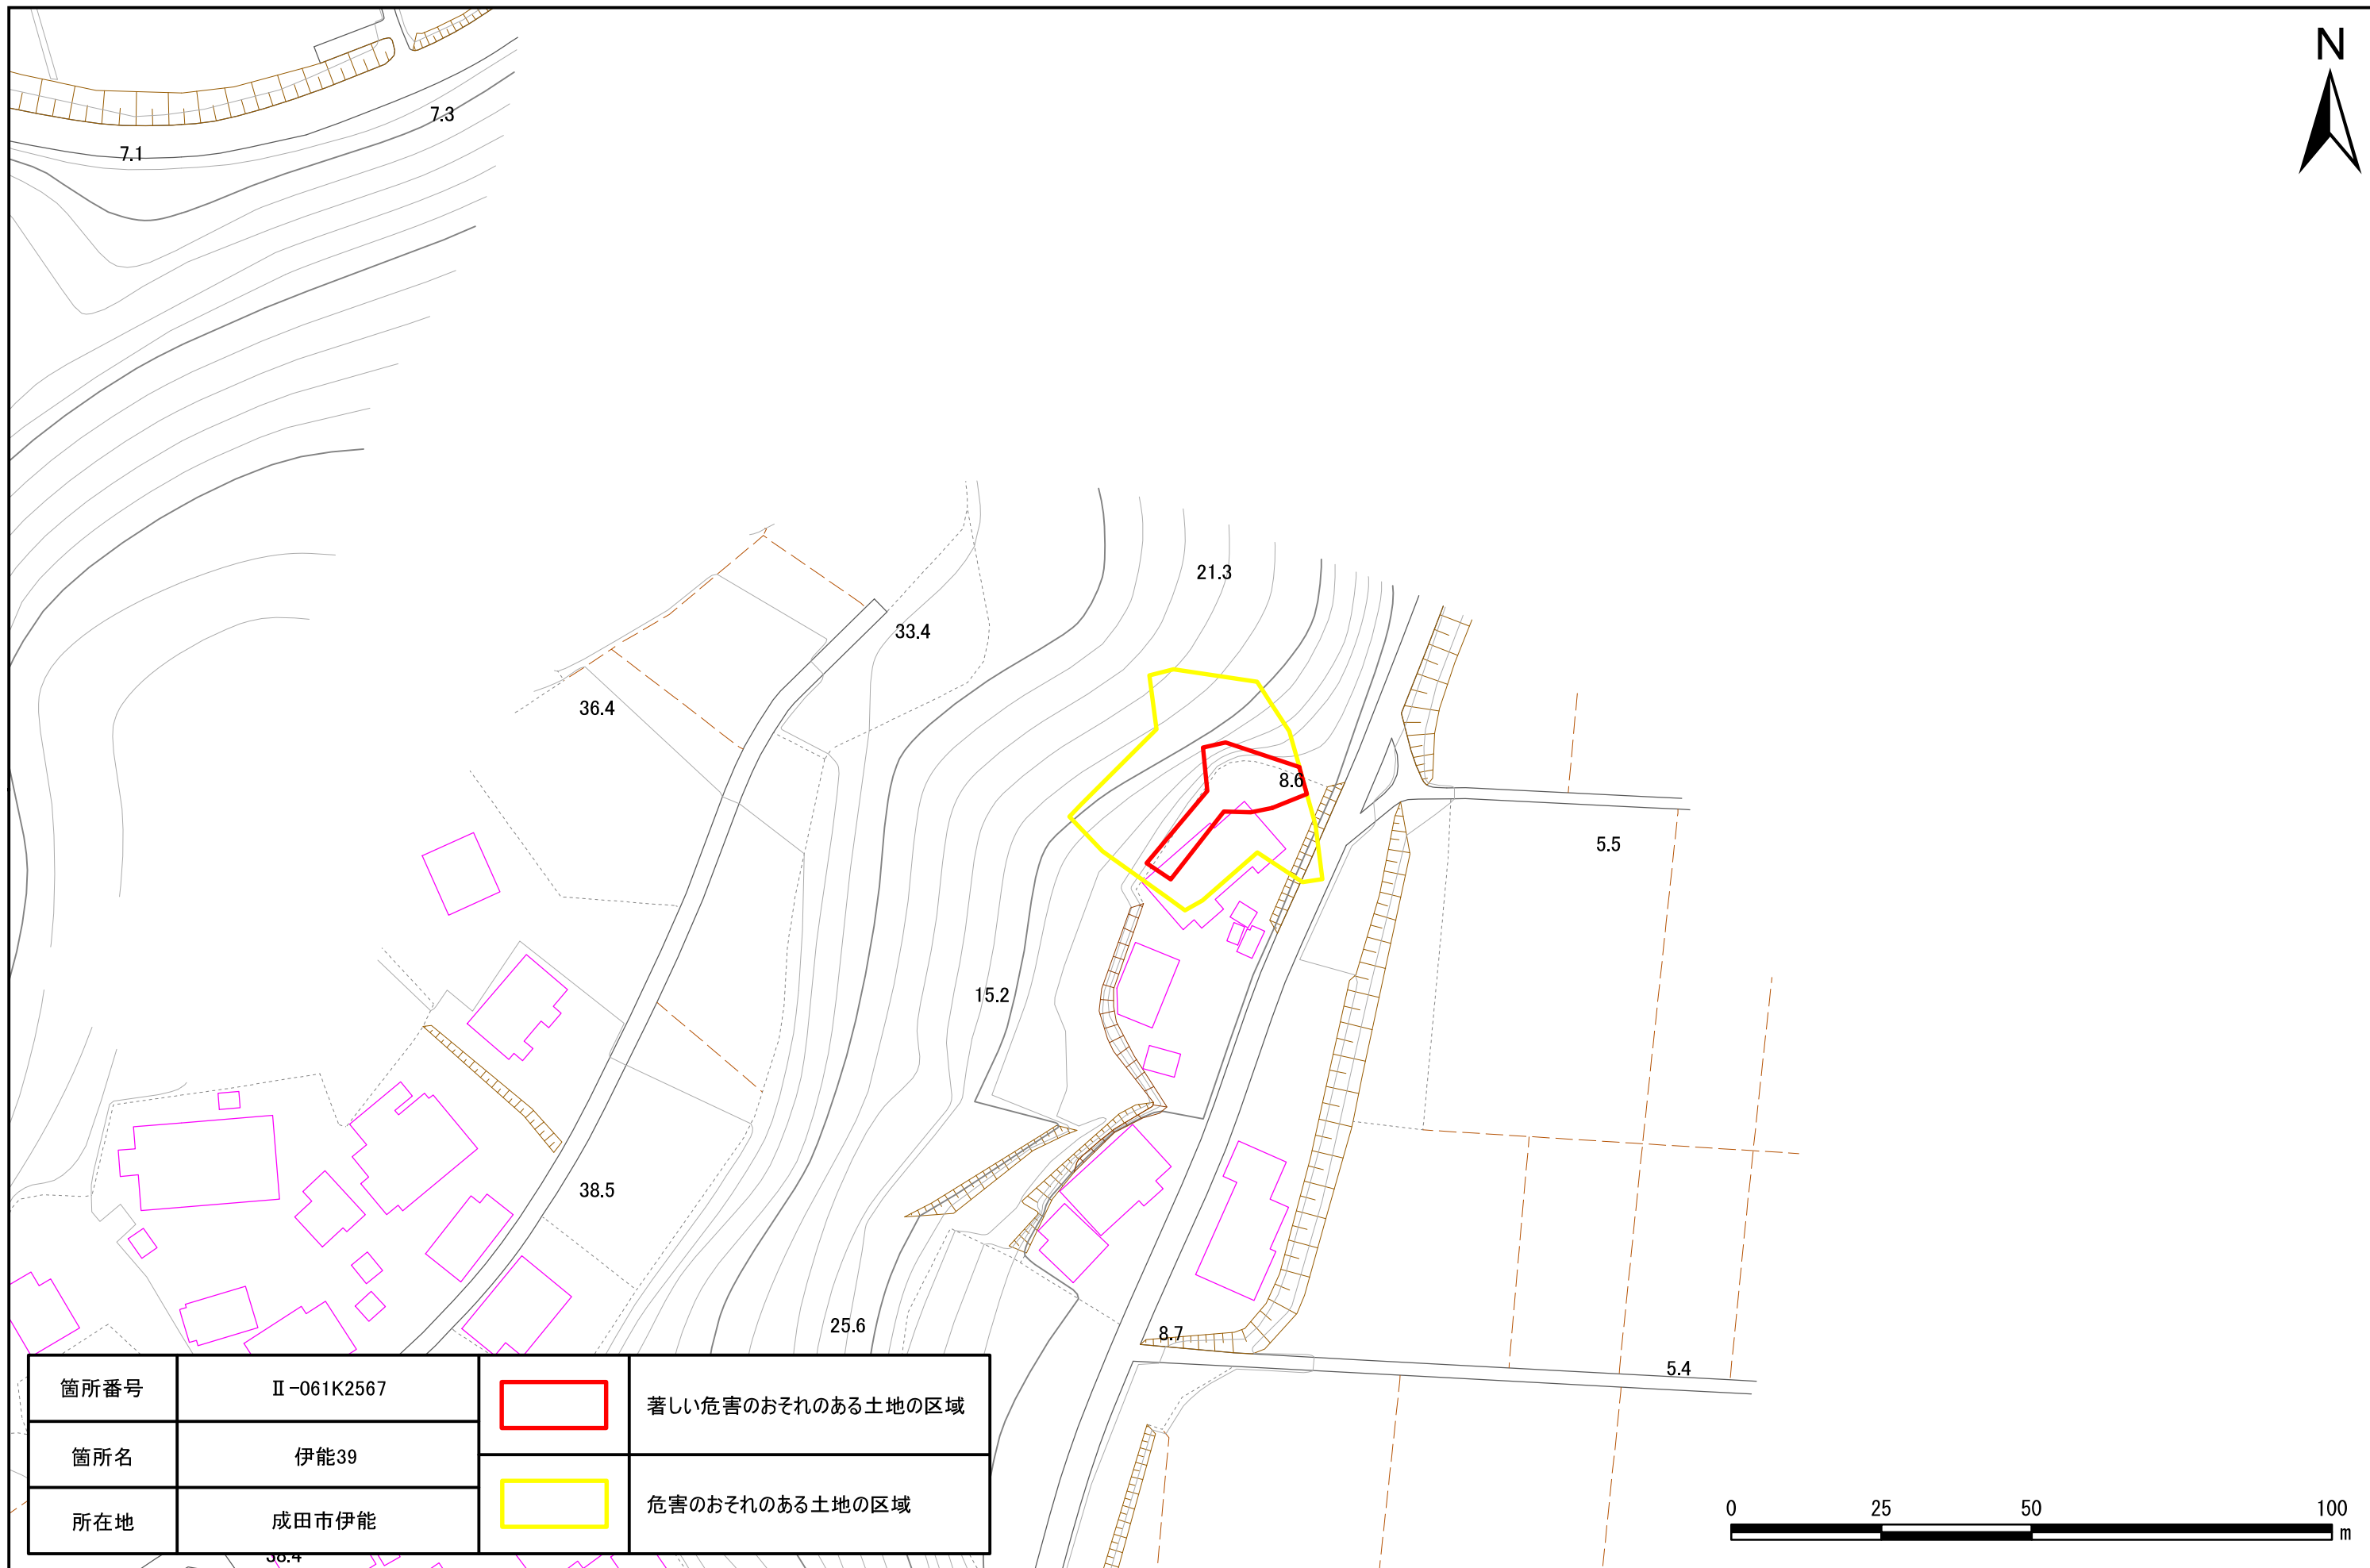 N
7.3
7.1
21.3
33.4
36.4
8.6
5.5
15.2
38.5
25.6
8.7
5.4
箇所番号 Ⅱ-061K2567
箇所名 伊能39
所在地 成田市伊能
著しい危害のおそれのある土地の区域
危害のおそれのある土地の区域
38.4
0 25 50 100
m